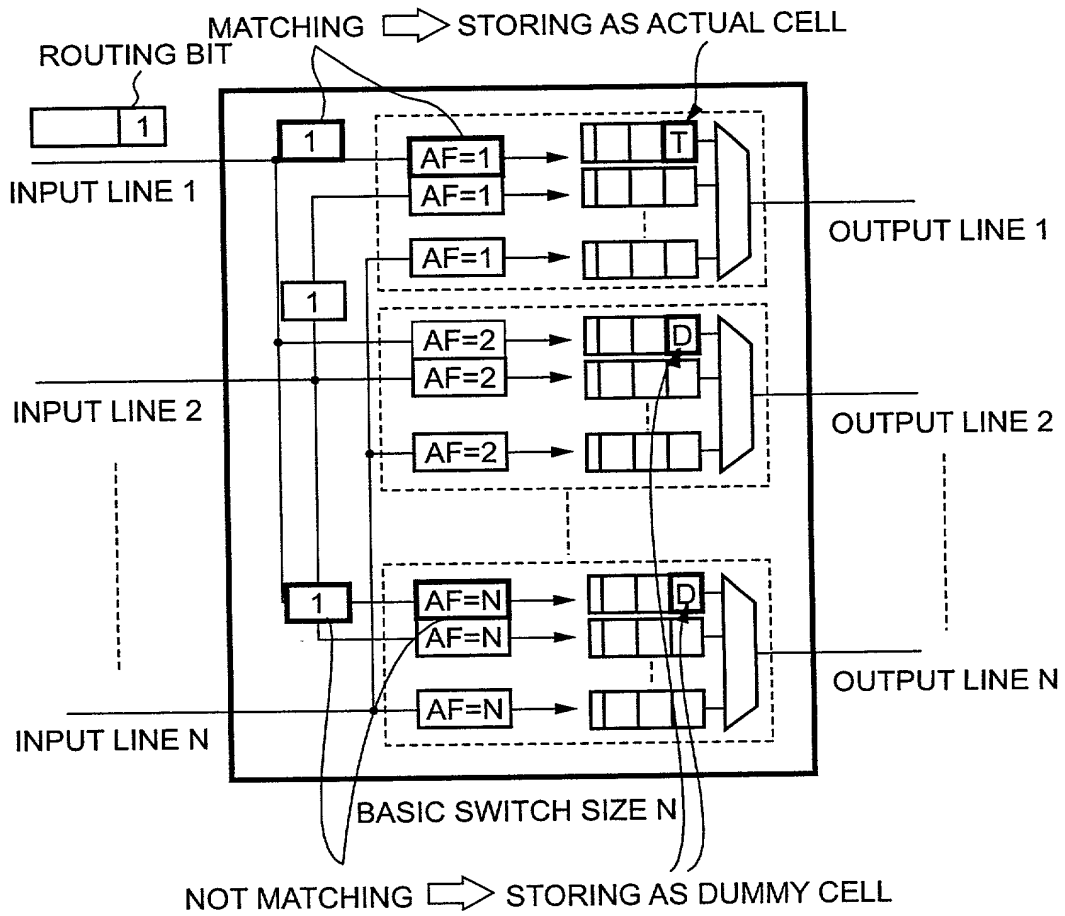 MATCHING STORING AS ACTUAL CELL
ROUTING BIT
1
1
T
AF=1
INPUT LINE 1
AF=1
OUTPUT LINE 1
AF=1
1
AF=2
D
AF=2
INPUT LINE 2
OUTPUT LINE 2
AF=2
1
AF=N
D
AF=N
OUTPUT LINE N
AF=N
INPUT LINE N
BASIC SWITCH SIZE N
NOT MATCHING STORING AS DUMMY CELL